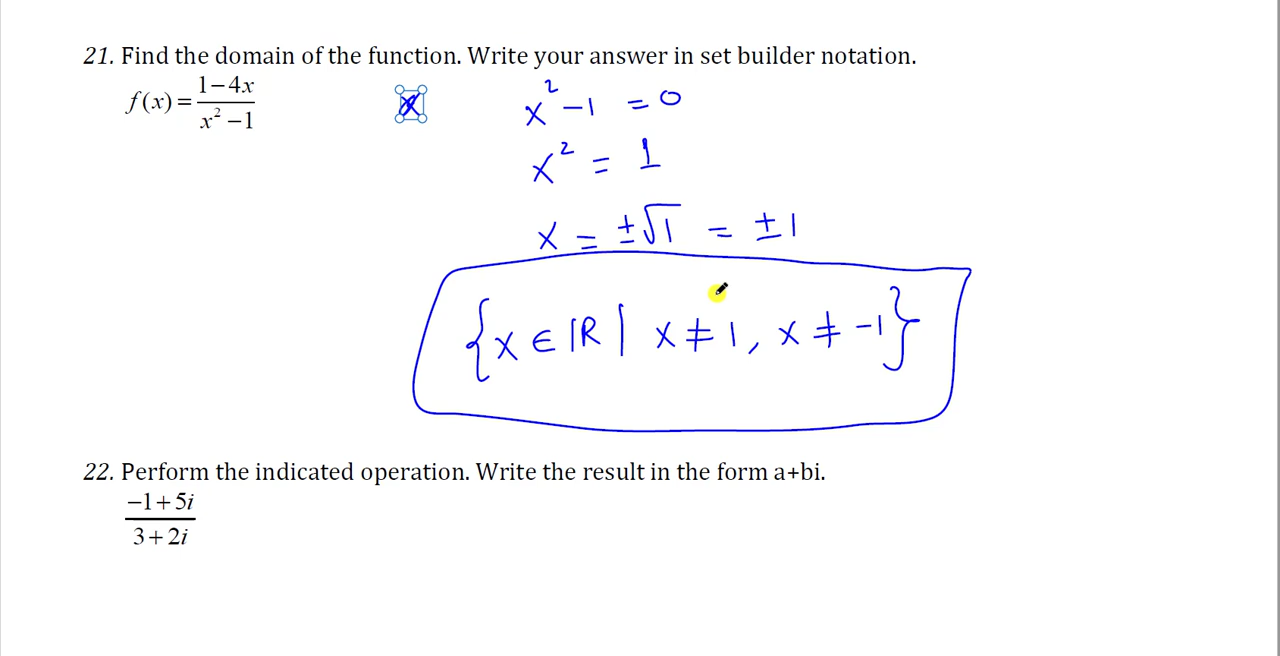 21. Find the domain of the function. Write your answer in set builder notation.
f(x) = (1−4x)/(x² −1)
x
x² − 1 = 0
x² = 1
x = ±√1 = ±1
{x ∈ ℝ | x ≠ 1, x ≠ −1}
22. Perform the indicated operation. Write the result in the form a+bi.
−1+5i
3+2i